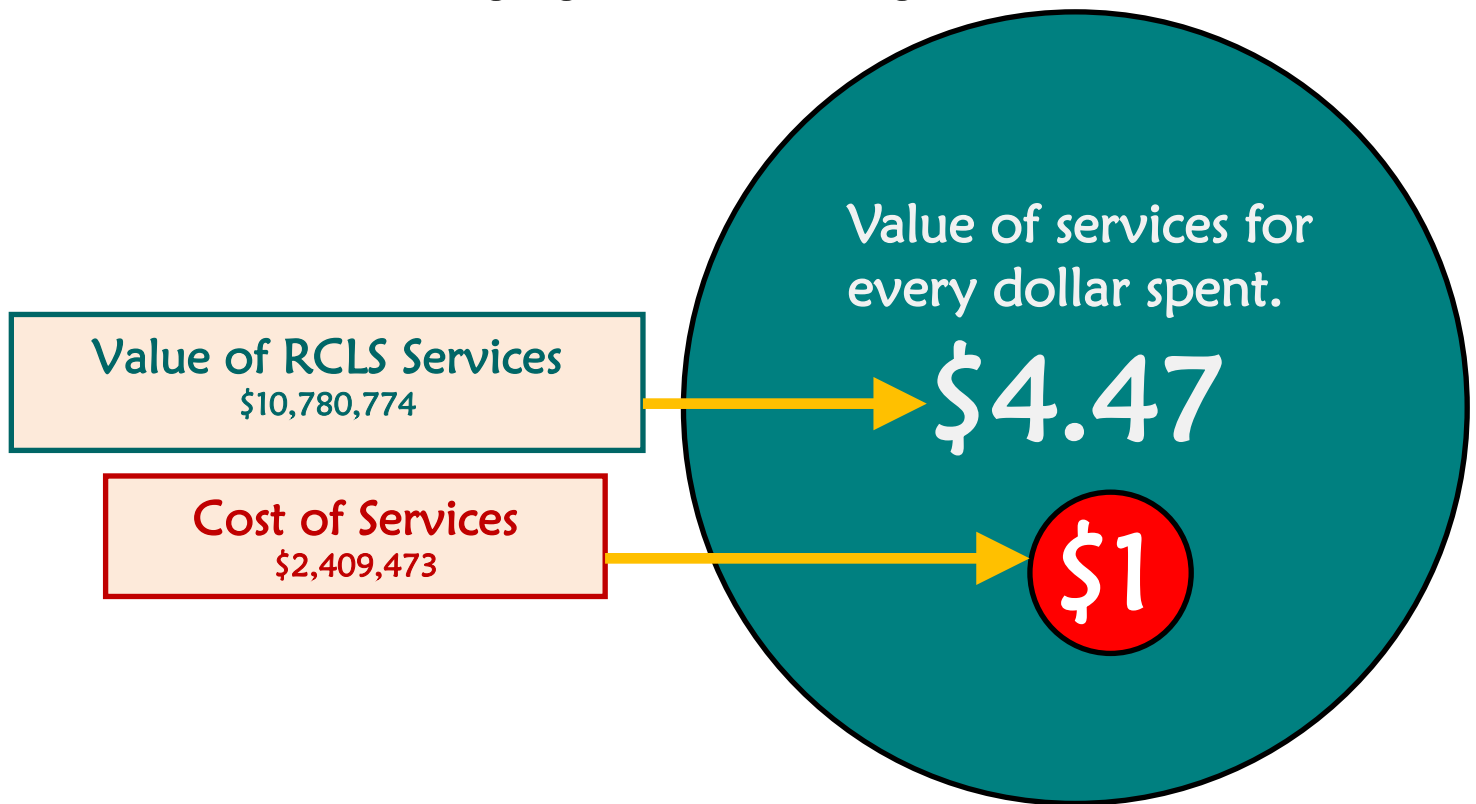 Value of services for
every dollar spent.
Value of RCLS Services
$10,780,774
$4.47
Cost of Services
$2,409,473
$1